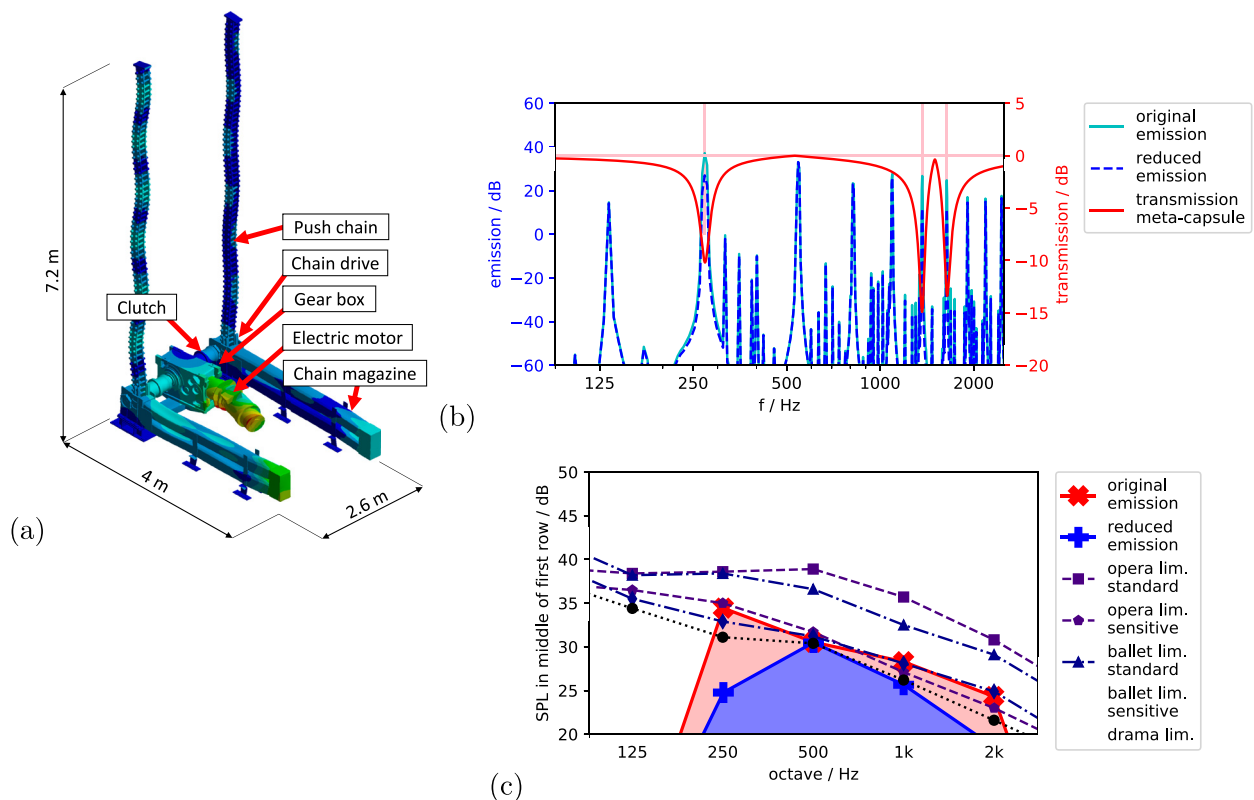 7.2 m
Push chain
Chain drive
Clutch
Gear box
Electric motor
Chain magazine
4 m
2.6 m
(a)
60
40
20
0
−20
−40
−60
emission / dB
5
0
−5
−10
−15
−20
transmission / dB
125
250
500
1000
2000
f / Hz
original
emission
reduced
emission
transmission
meta-capsule
(b)
50
45
40
35
30
25
20
SPL in middle of first row / dB
125
250
500
1k
2k
octave / Hz
original
emission
reduced
emission
opera lim.
standard
opera lim.
sensitive
ballet lim.
standard
ballet lim.
sensitive
drama lim.
(c)